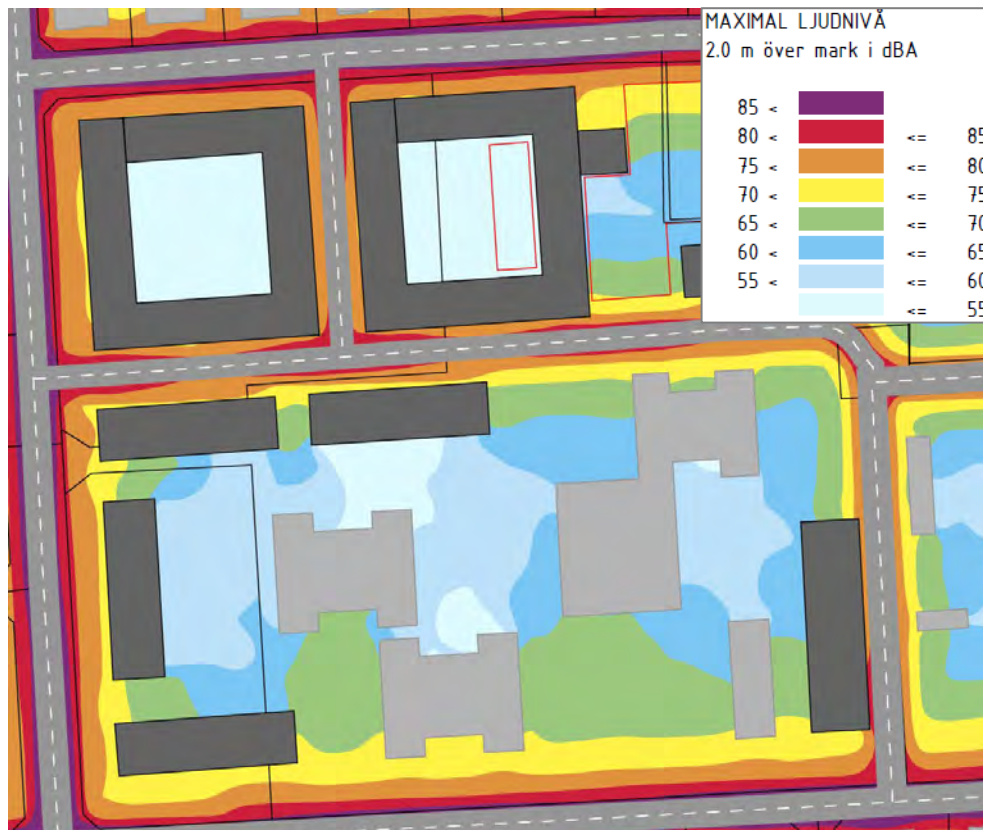 MAXIMAL LJUDNIVÅ
2.0 m över mark i dBA
85 <
80 < <= 85
75 < <= 80
70 < <= 75
65 < <= 70
60 < <= 65
55 < <= 60
<= 55